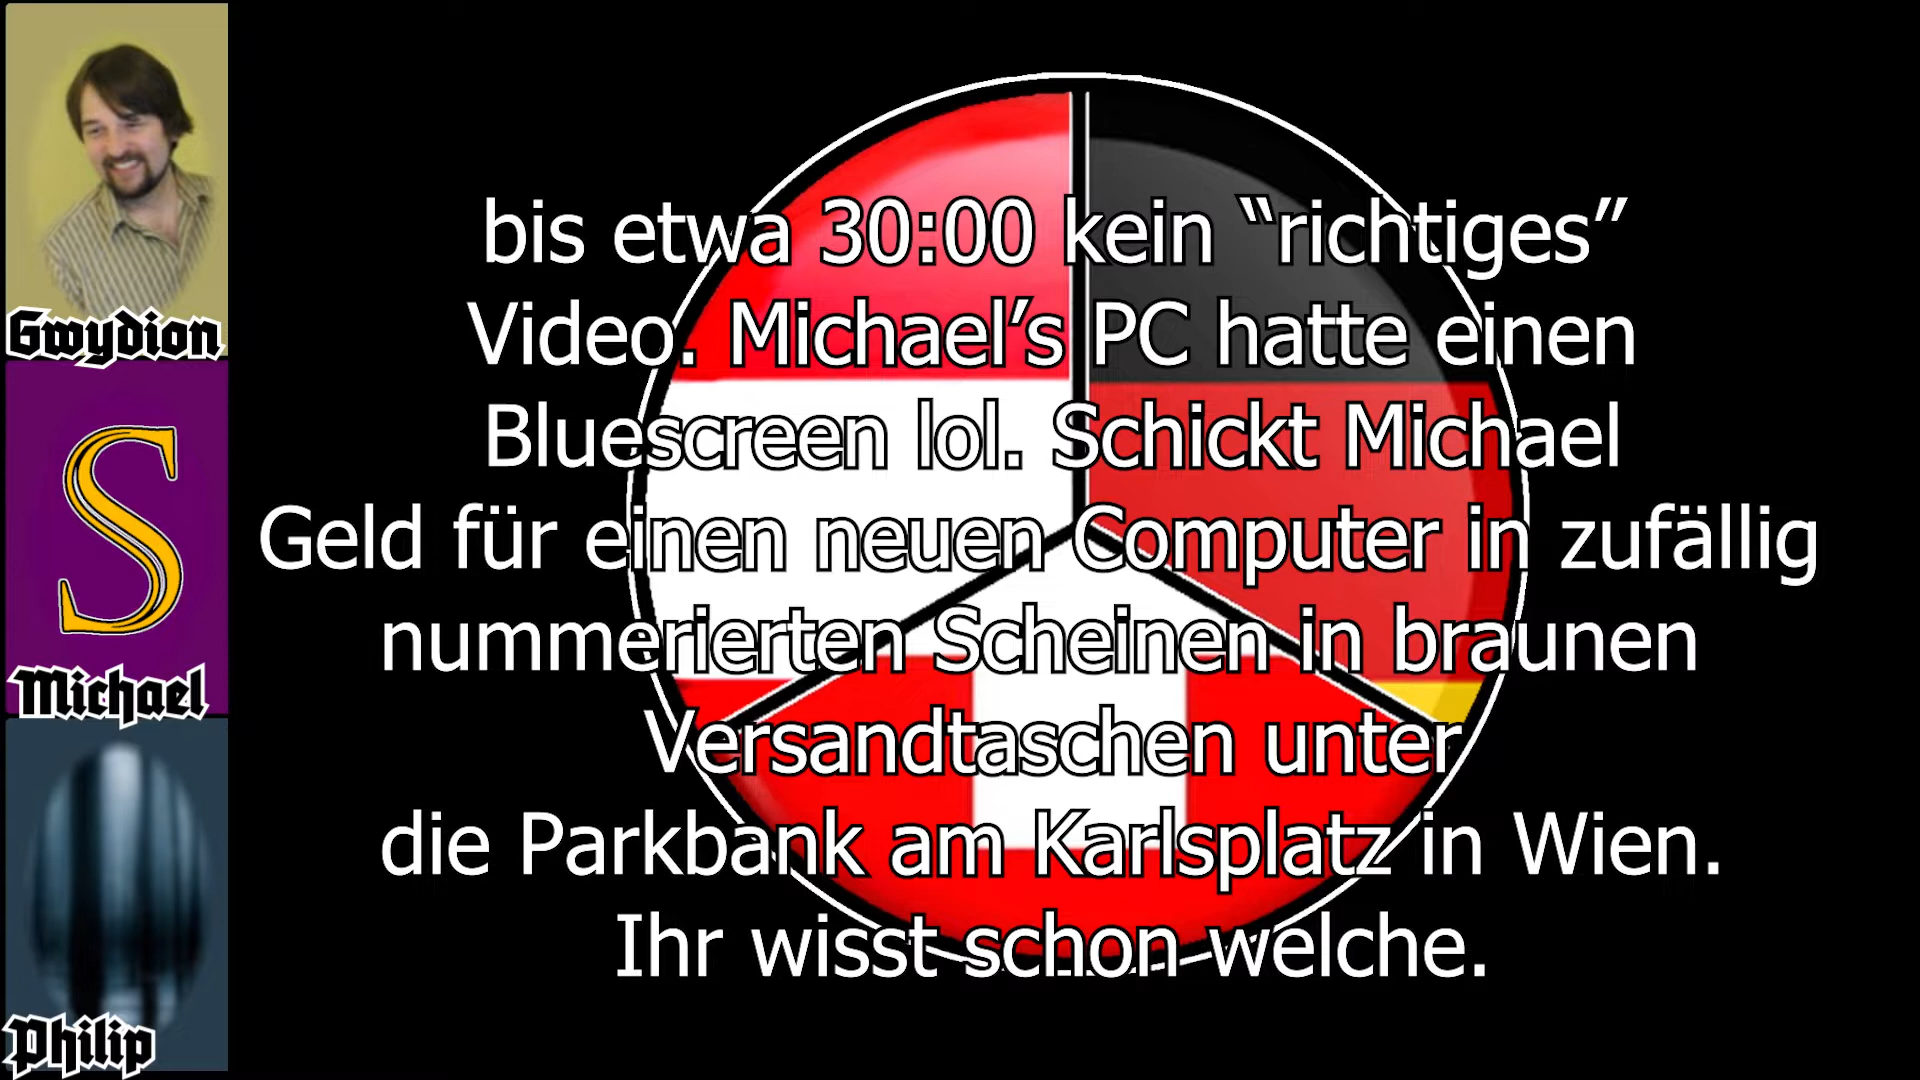 Gwydion
S
Michael
Philip
bis etwa 30:00 kein “richtiges”
Video. Michael’s PC hatte einen
Bluescreen lol. Schickt Michael
Geld für einen neuen Computer in zufällig
nummerierten Scheinen in braunen
Versandtaschen unter
die Parkbank am Karlsplatz in Wien.
Ihr wisst schon welche.